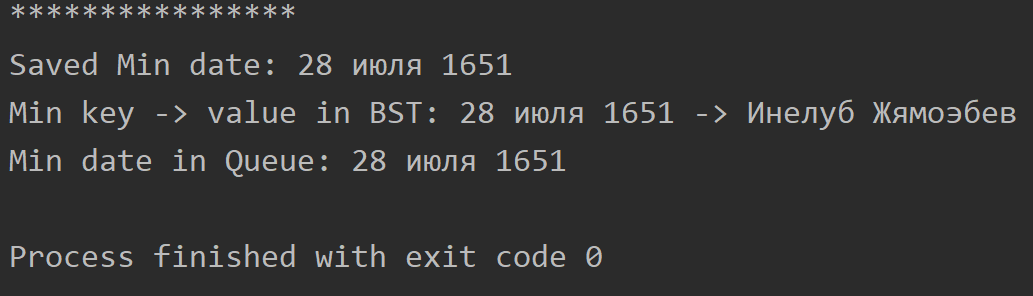 ****************
Saved Min date: 28 июля 1651
Min key -> value in BST: 28 июля 1651 -> Инелуб Жямоэбев
Min date in Queue: 28 июля 1651
Process finished with exit code 0